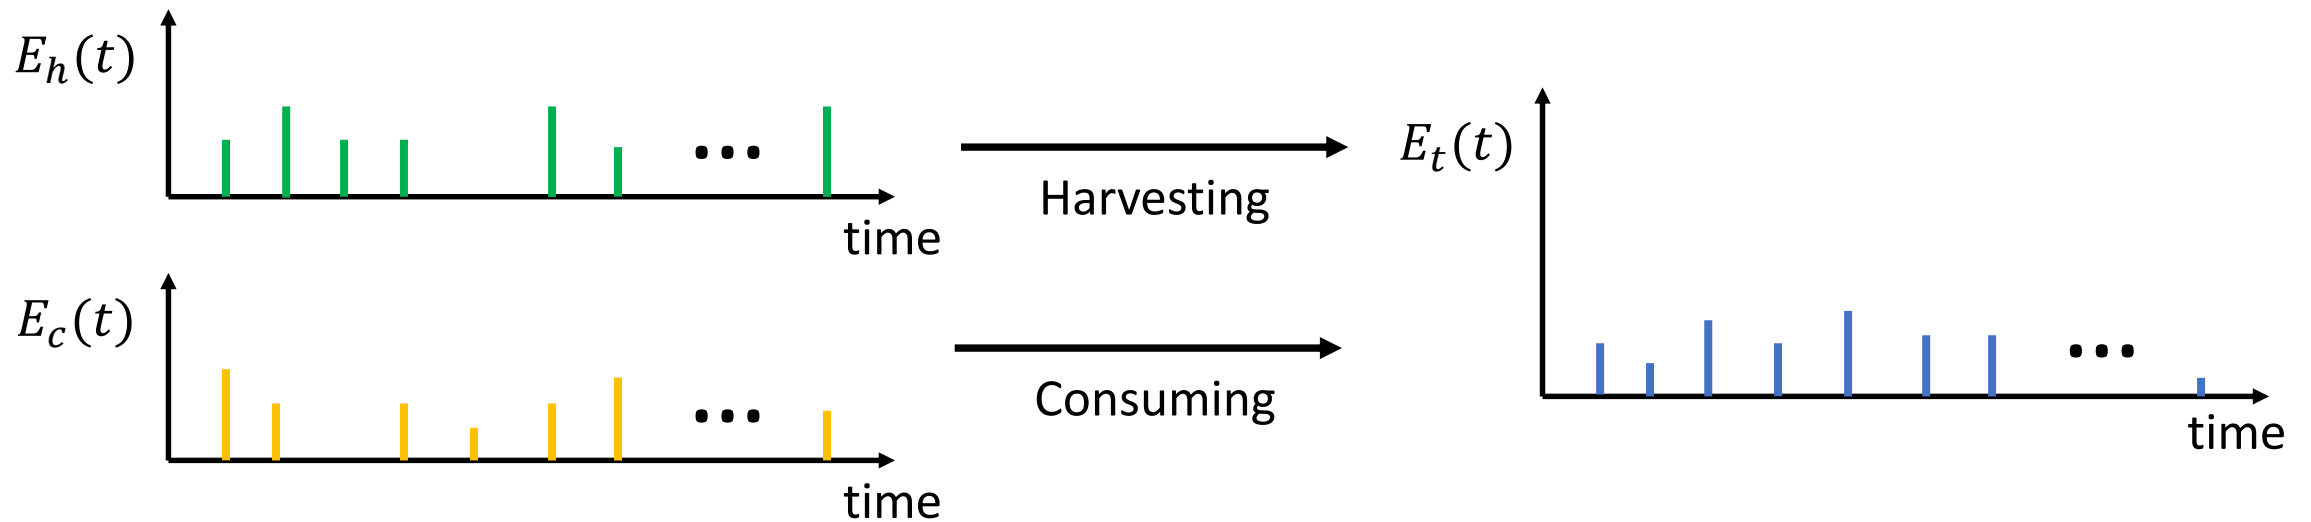 E_h(t)
time
Harvesting
E_t(t)
time
E_c(t)
time
Consuming